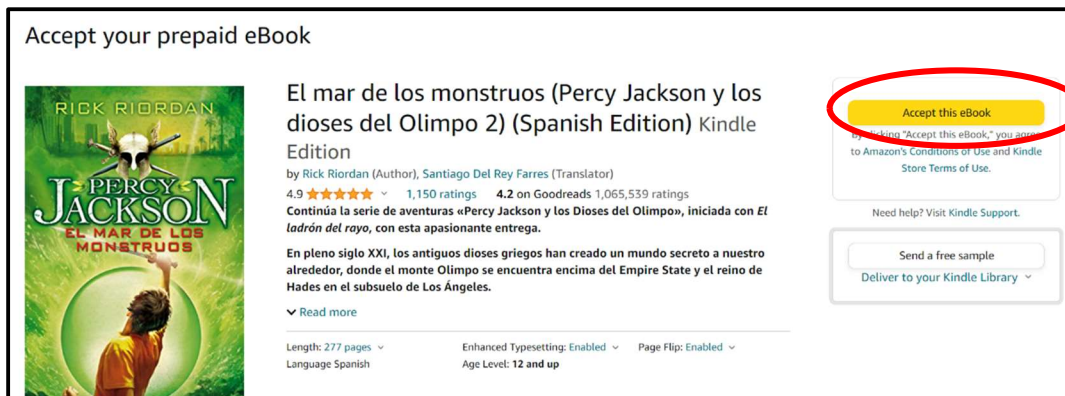 Accept your prepaid eBook
RICK RIORDAN
PERCY
JACKSON
EL MAR DE LOS
MONSTRUOS
El mar de los monstruos (Percy Jackson y los
dioses del Olimpo 2) (Spanish Edition) Kindle
Edition
by Rick Riordan (Author), Santiago Del Rey Farres (Translator)
4.9 1,150 ratings 4.2 on Goodreads 1,065,539 ratings
Continúa la serie de aventuras «Percy Jackson y los Dioses del Olimpo», iniciada con El
ladrón del rayo, con esta apasionante entrega.
En pleno siglo XXI, los antiguos dioses griegos han creado un mundo secreto a nuestro
alrededor, donde el monte Olimpo se encuentra encima del Empire State y el reino de
Hades en el subsuelo de Los Ángeles.
Read more
Length: 277 pages Enhanced Typesetting: Enabled Page Flip: Enabled
Language Spanish Age Level: 12 and up
Accept this eBook
By clicking "Accept this eBook," you agree
to Amazon's Conditions of Use and Kindle
Store Terms of Use.
Need help? Visit Kindle Support.
Send a free sample
Deliver to your Kindle Library